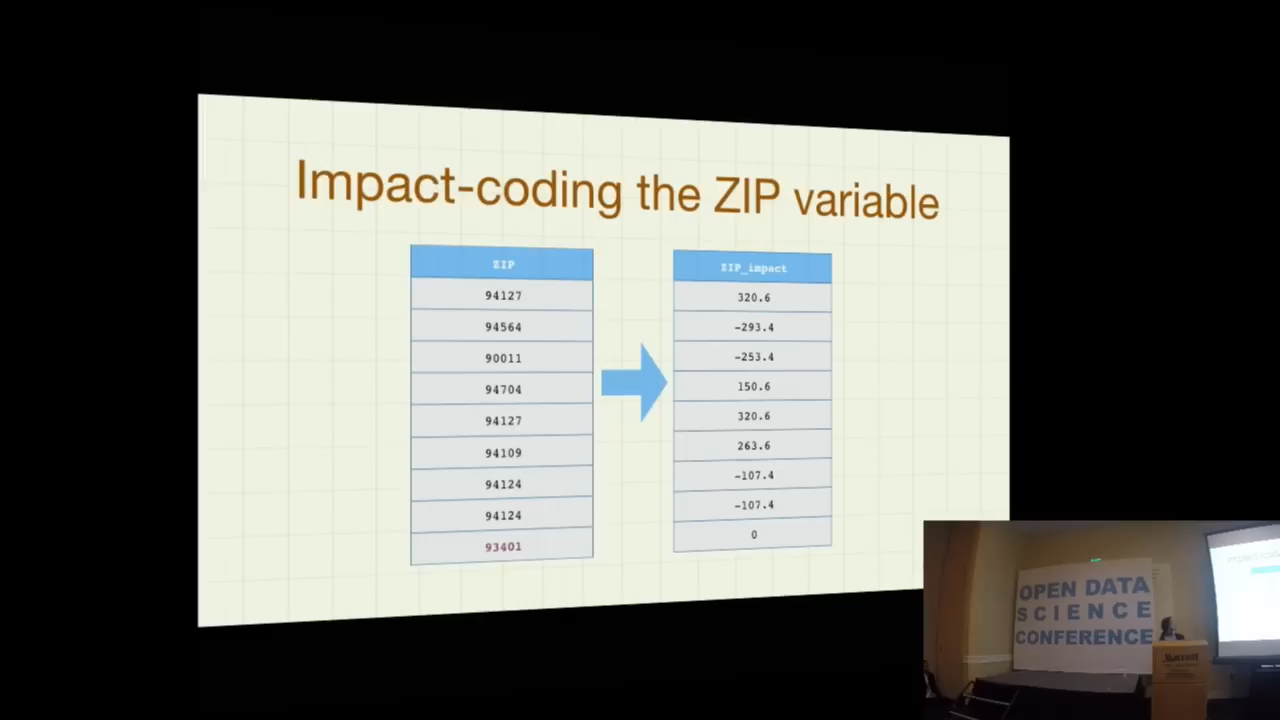 Impact-coding the ZIP variable
ZIP
94127
94564
90011
94704
94127
94109
94124
94124
93401
ZIP_impact
320.6
-293.4
-253.4
150.6
320.6
263.6
-107.4
-107.4
0
OPEN DATA
SCIENCE
CONFERENCE
Marriott